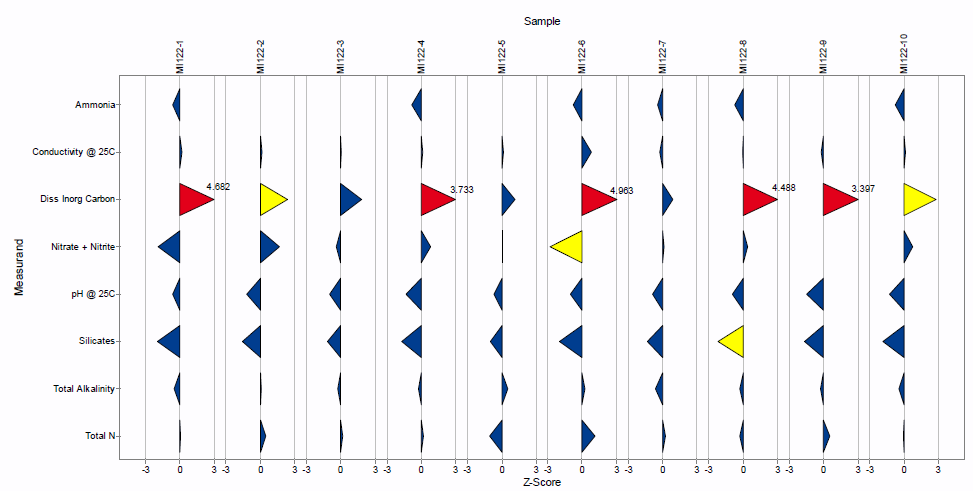 Sample
MI122-1 MI122-2 MI122-3 MI122-4 MI122-5 MI122-6 MI122-7 MI122-8 MI122-9 MI122-10
Measurand
Ammonia
Conductivity @ 25C
Diss Inorg Carbon 4.682 3.733 4.963 4.488 3.397
Nitrate + Nitrite
pH @ 25C
Silicates
Total Alkalinity
Total N
-3 0 3 -3 0 3 -3 0 3 -3 0 3 -3 0 3 -3 0 3 -3 0 3 -3 0 3 -3 0 3 -3 0 3
Z-Score